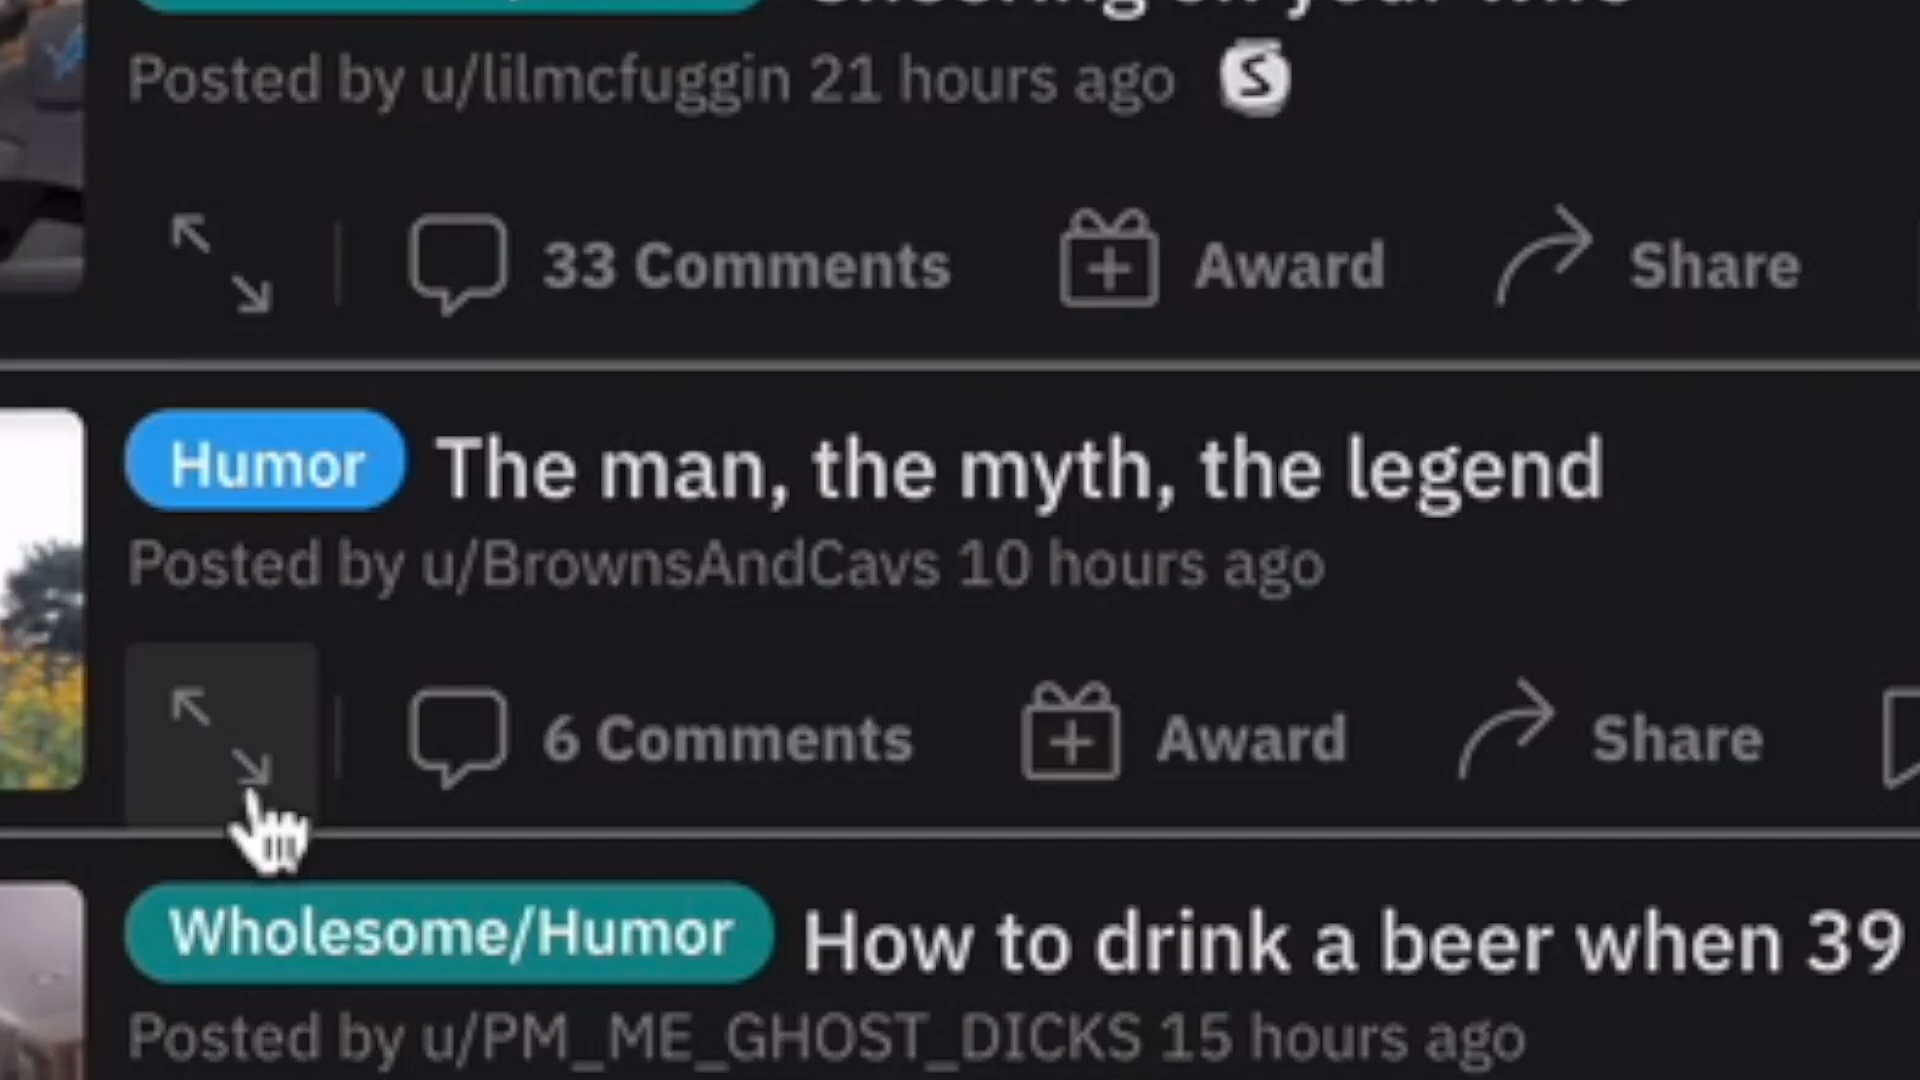 Posted by u/lilmcfuggin 21 hours ago S
33 Comments Award Share
Humor The man, the myth, the legend
Posted by u/BrownsAndCavs 10 hours ago
6 Comments Award Share
Wholesome/Humor How to drink a beer when 39
Posted by u/PM_ME_GHOST_DICKS 15 hours ago